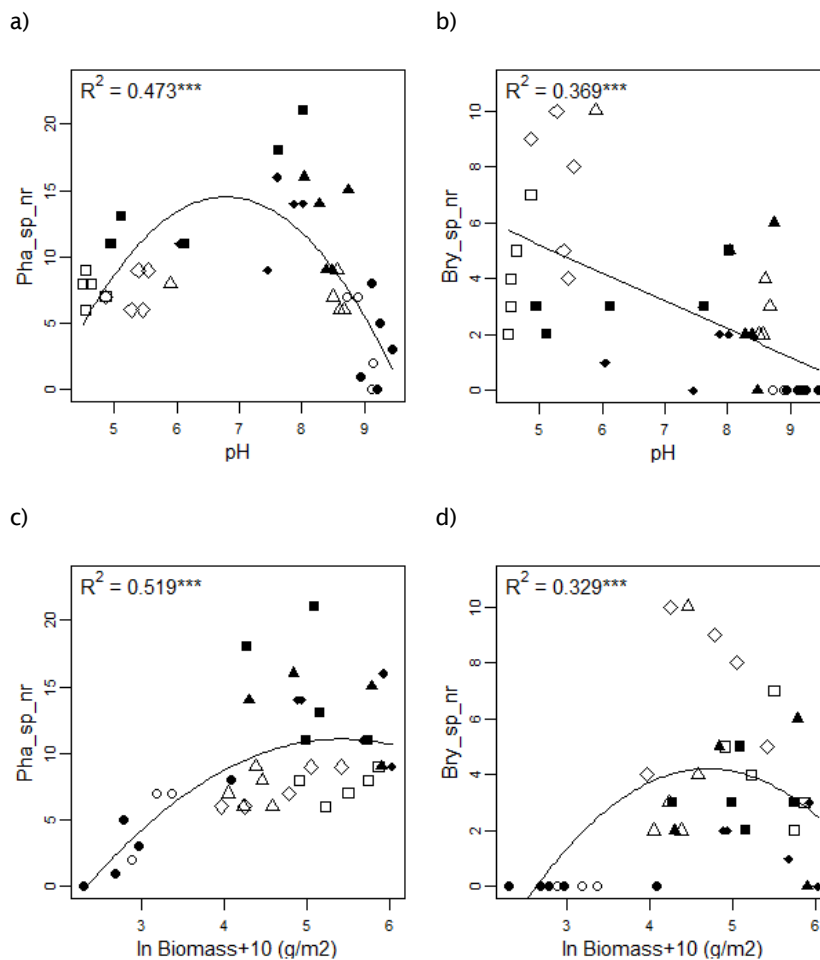 a)
R² = 0.473***
Pha_sp_nr
0 5 10 15 20
5 6 7 8 9
pH
b)
R² = 0.369***
Bry_sp_nr
0 2 4 6 8 10
5 6 7 8 9
pH
c)
R² = 0.519***
Pha_sp_nr
0 5 10 15 20
3 4 5 6
ln Biomass+10 (g/m2)
d)
R² = 0.329***
Bry_sp_nr
0 2 4 6 8 10
3 4 5 6
ln Biomass+10 (g/m2)